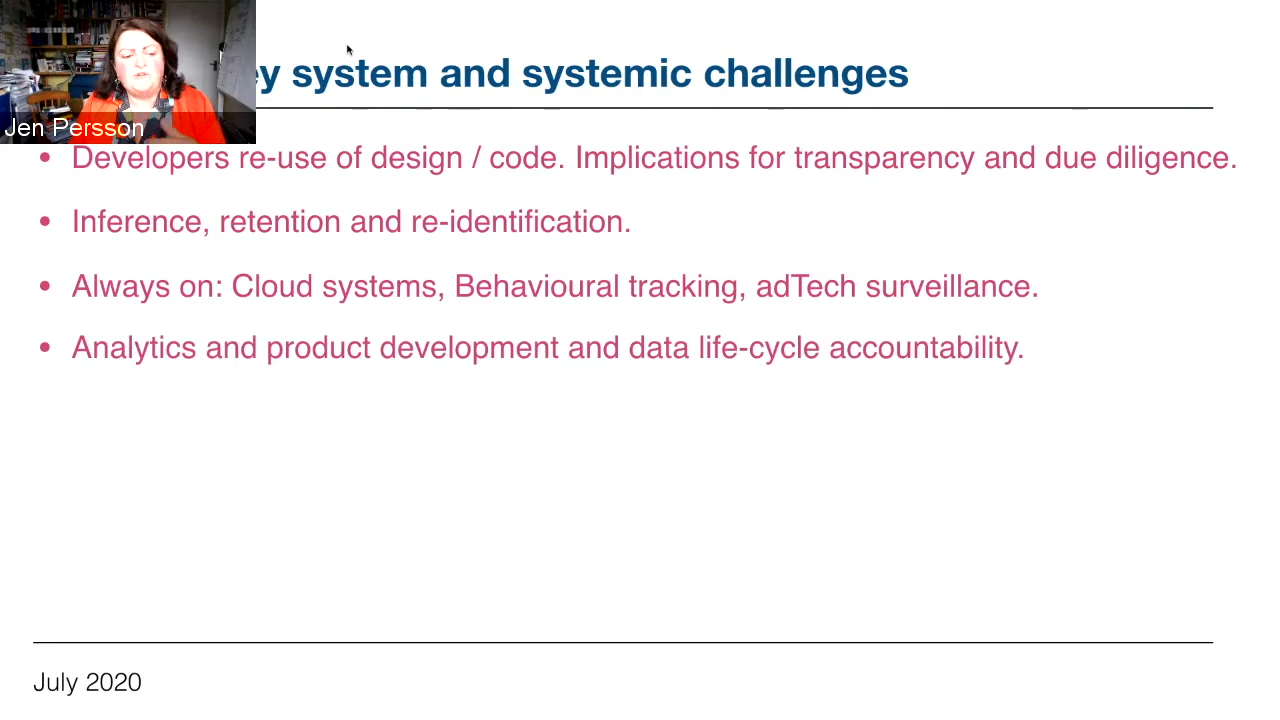 system and systemic challenges
Jen Persson
• Developers re-use of design / code. Implications for transparency and due diligence.
• Inference, retention and re-identification.
• Always on: Cloud systems, Behavioural tracking, adTech surveillance.
• Analytics and product development and data life-cycle accountability.
July 2020